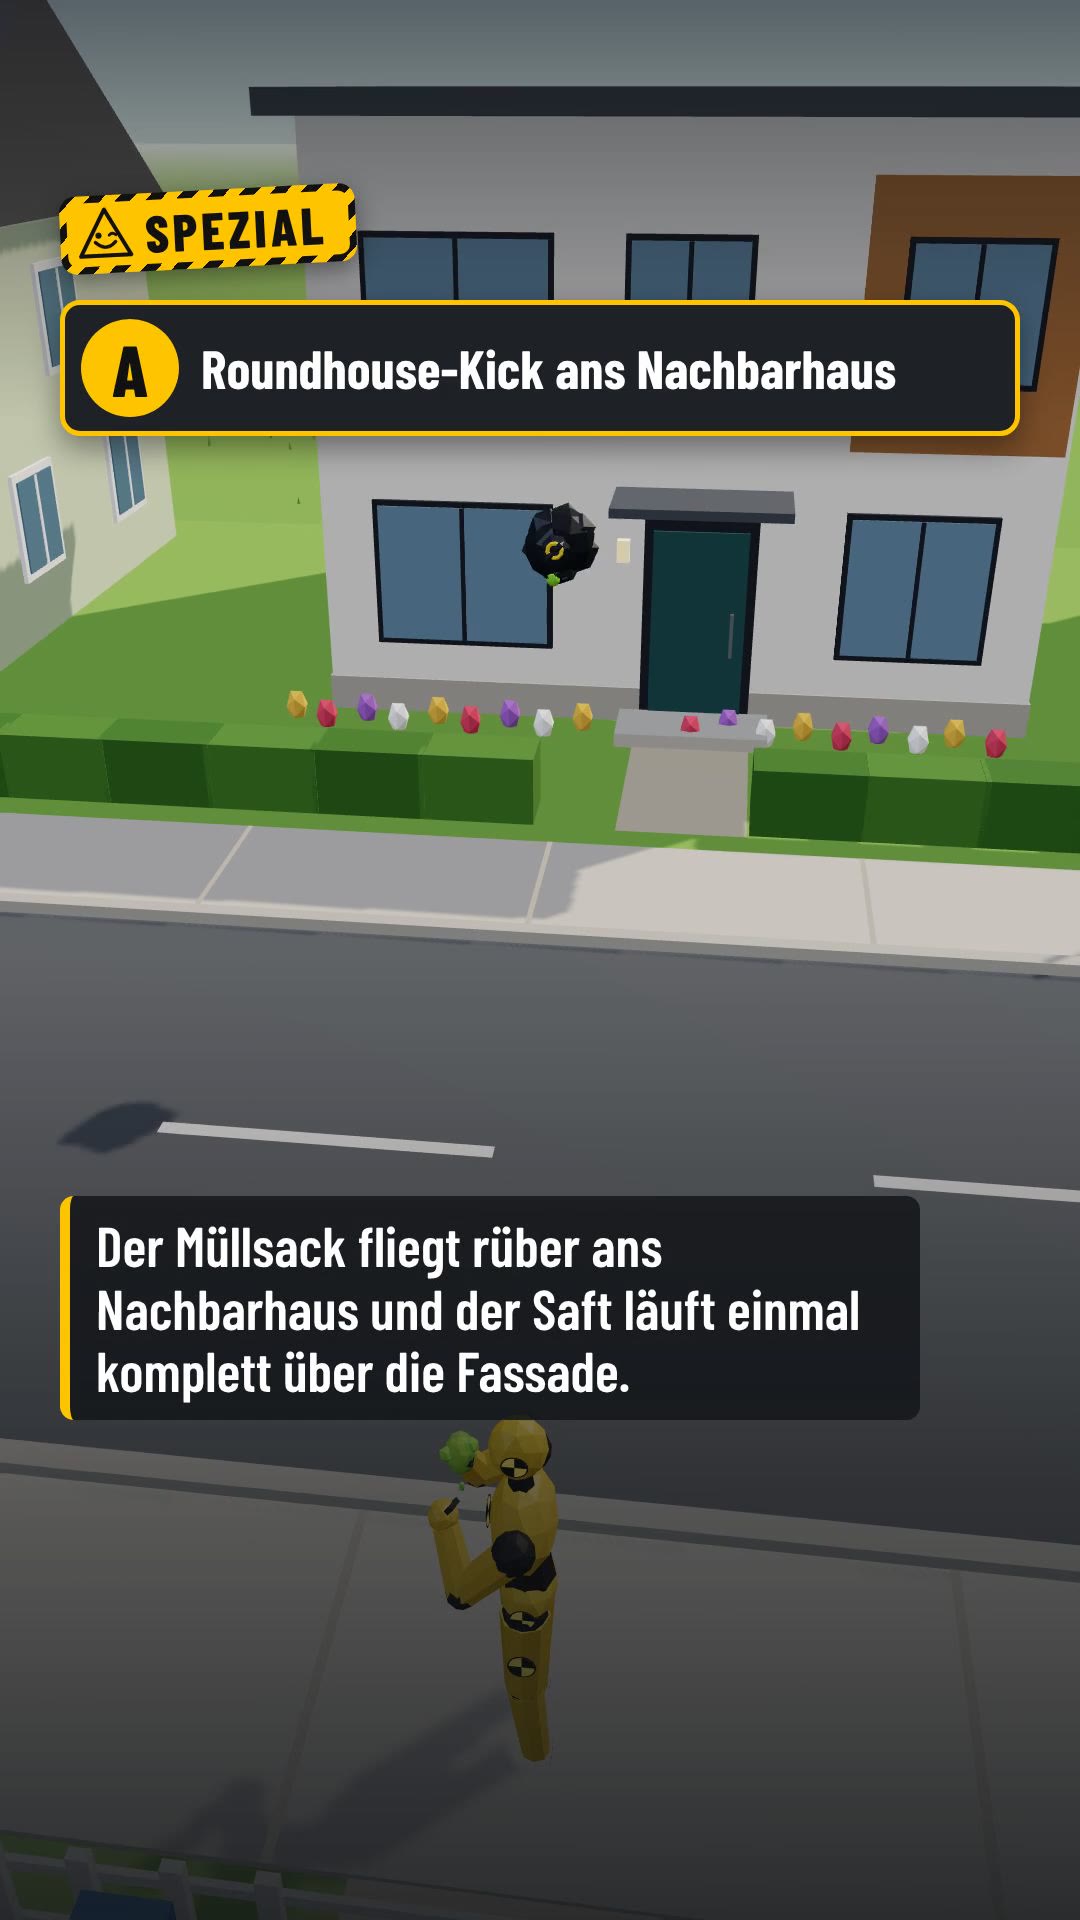 SPEZIAL
A Roundhouse-Kick ans Nachbarhaus
Der Müllsack fliegt rüber ans
Nachbarhaus und der Saft läuft einmal
komplett über die Fassade.